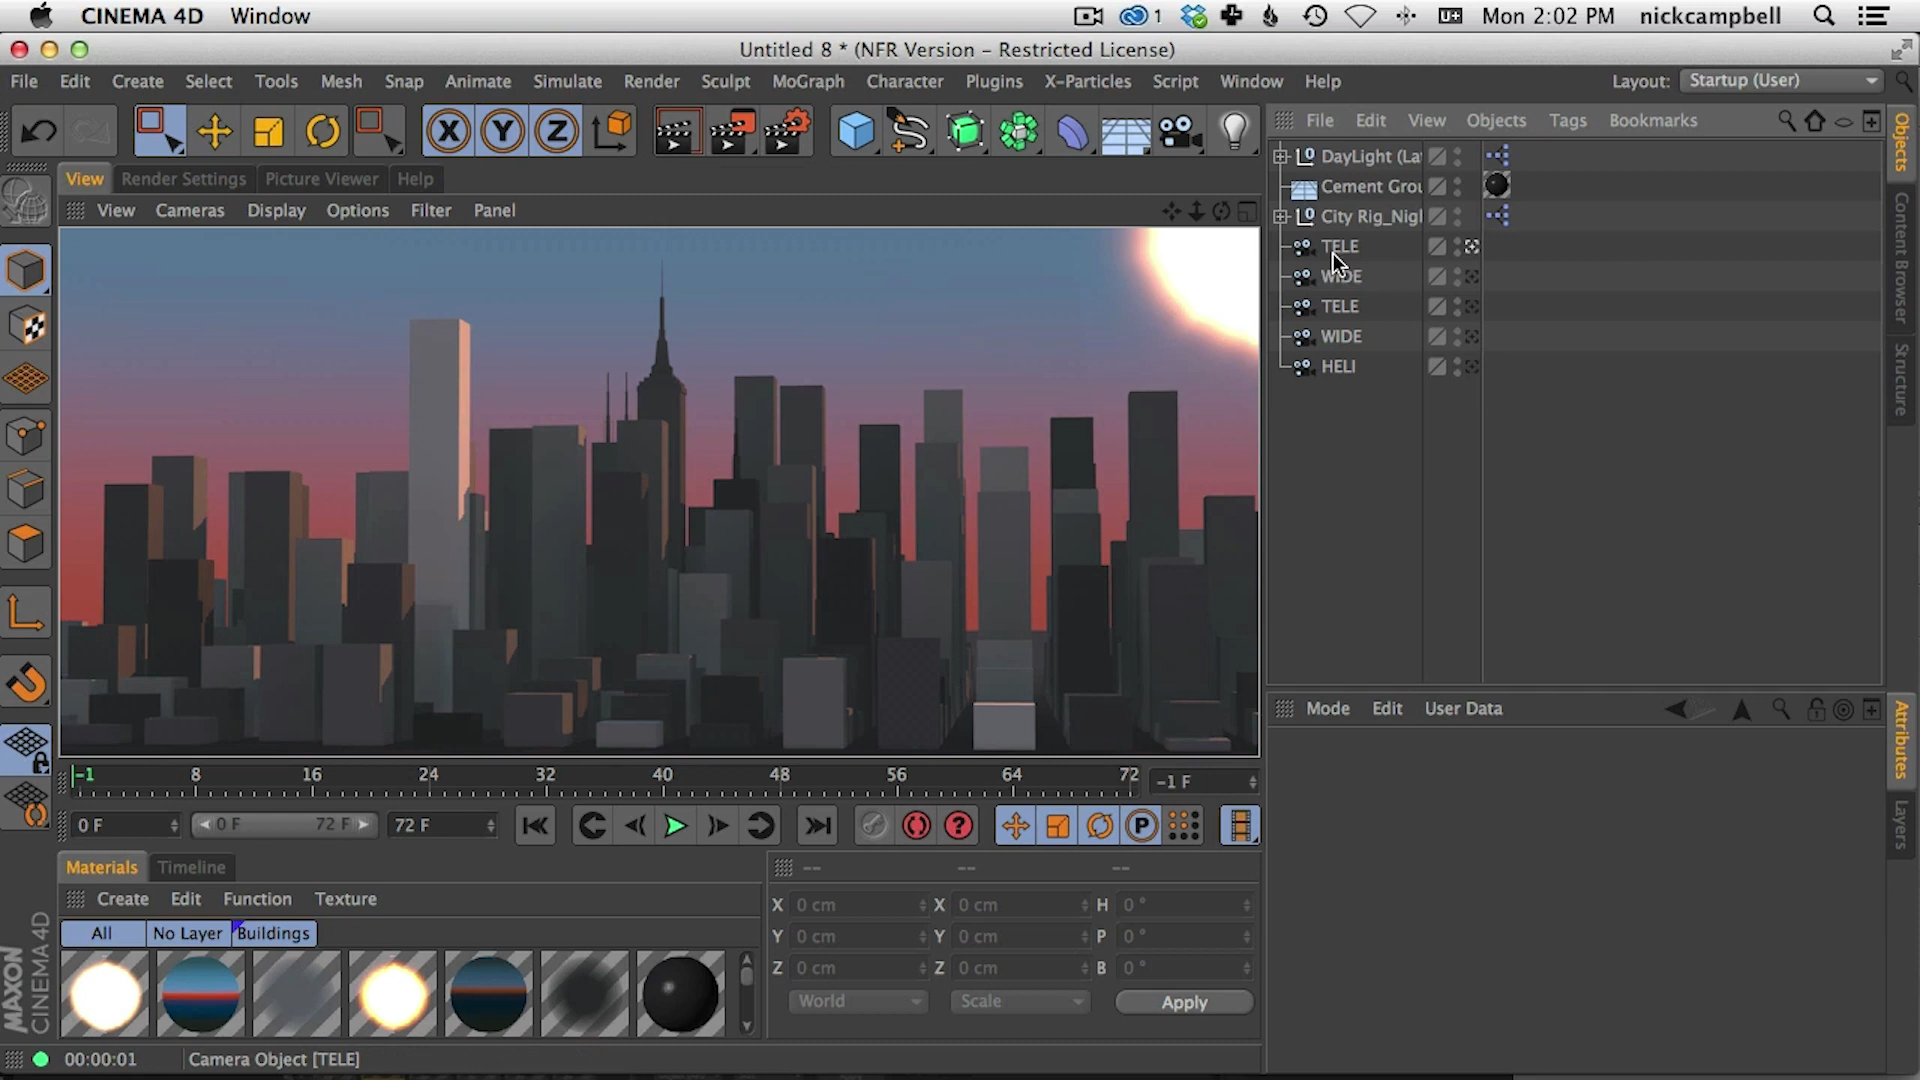 CINEMA 4D Window 1 Mon 2:02 PM nickcampbell
Untitled 8 * (NFR Version - Restricted License)
File Edit Create Select Tools Mesh Snap Animate Simulate Render Sculpt MoGraph Character Plugins X-Particles Script Window Help Layout: Startup (User)
X Y Z
File Edit View Objects Tags Bookmarks
View Render Settings Picture Viewer Help
View Cameras Display Options Filter Panel
DayLight (La
Cement Grou
City Rig_Nigh
TELE
WIDE
TELE
WIDE
HELI
Objects
Content Browser
Structure
Mode Edit User Data
Attributes
Layers
-1 8 16 24 32 40 48 56 64 72 -1 F
0 F 0 F 72 F 72 F ? P
Materials Timeline
Create Edit Function Texture
All No Layer Buildings
-- -- --
X 0 cm X 0 cm H 0 °
Y 0 cm Y 0 cm P 0 °
Z 0 cm Z 0 cm B 0 °
World Scale Apply
MAXON
CINEMA 4D
00:00:01 Camera Object [TELE]